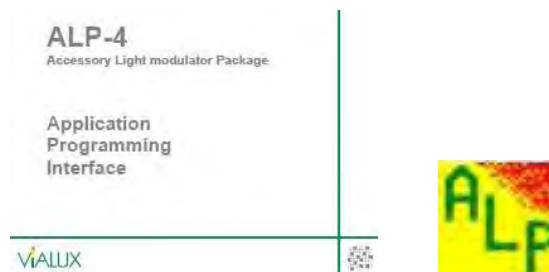 ALP-4
Accessory Light modulator Package
Application
Programming
Interface
ViALUX
ALP